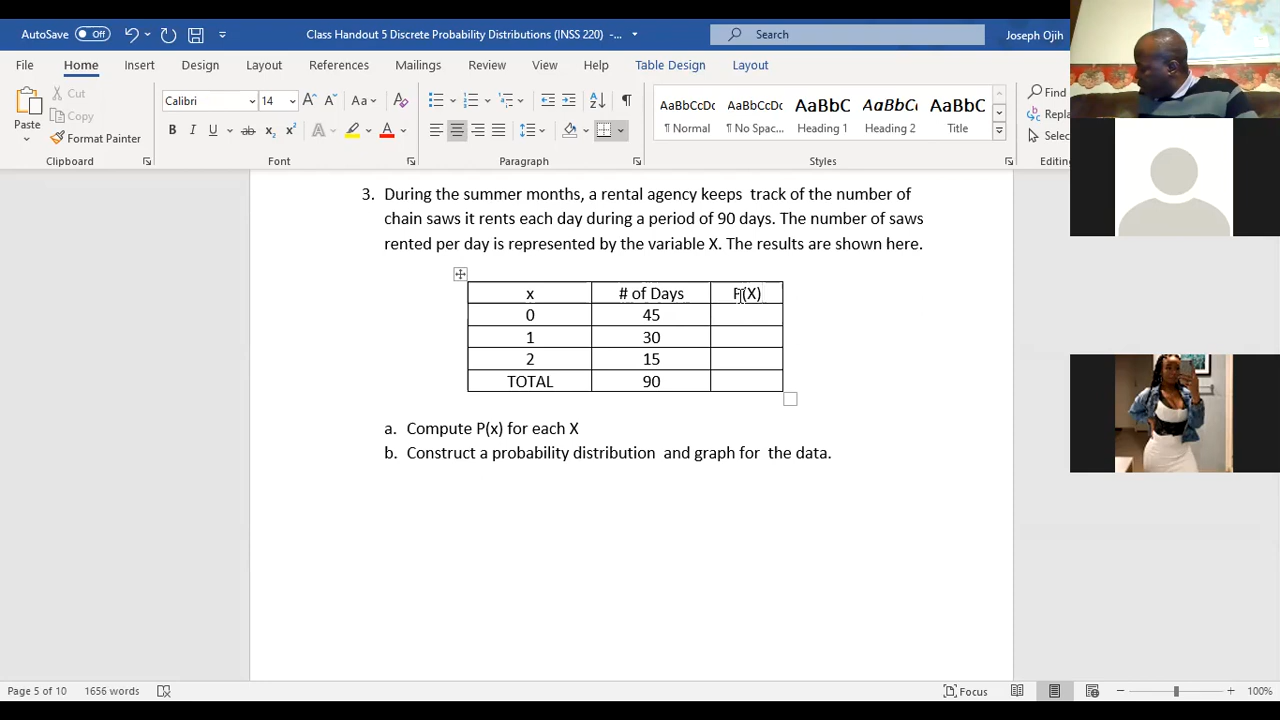 AutoSave Off Class Handout 5 Discrete Probability Distributions (INSS 220) -... Search Joseph Ojih
File Home Insert Design Layout References Mailings Review View Help Table Design Layout
Paste Cut Copy Format Painter
Calibri 14 Aa A
B I U ab x₂ x² A A
AaBbCcDc AaBbCcDc AaBbC AaBbCc AaBbC
¶ Normal ¶ No Spac... Heading 1 Heading 2 Title
Find
Clipboard Font Paragraph Styles Editing
3. During the summer months, a rental agency keeps track of the number of
chain saws it rents each day during a period of 90 days. The number of saws
rented per day is represented by the variable X. The results are shown here.
x # of Days P(X)
0 45
1 30
2 15
TOTAL 90
a. Compute P(x) for each X
b. Construct a probability distribution and graph for the data.
Page 5 of 10 1656 words Focus 100%